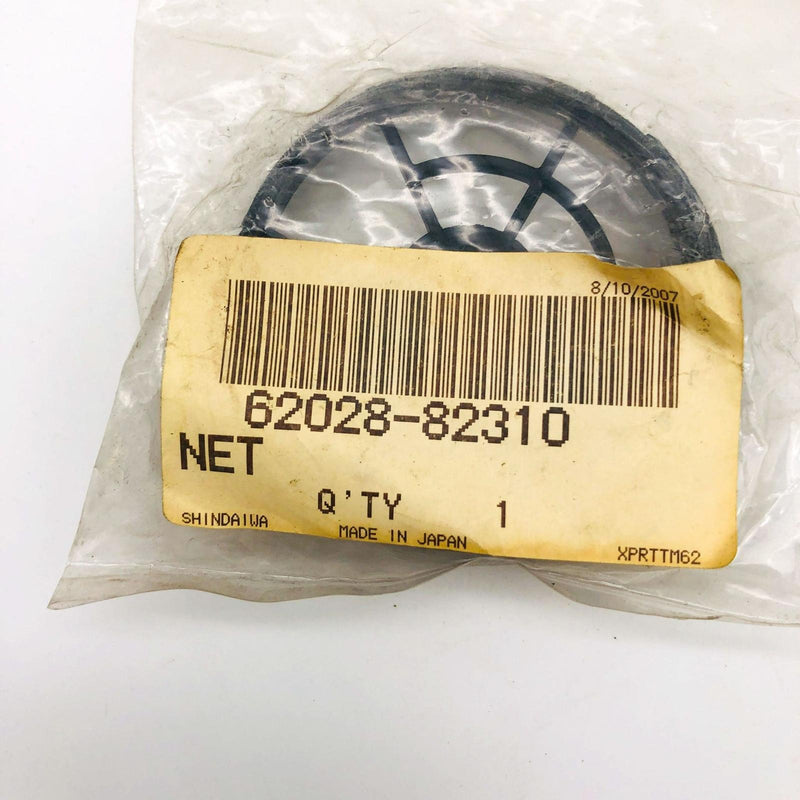 8/10/2007
62028-82310
NET
Q'TY 1
SHINDAIWA
MADE IN JAPAN
XPRTTM62